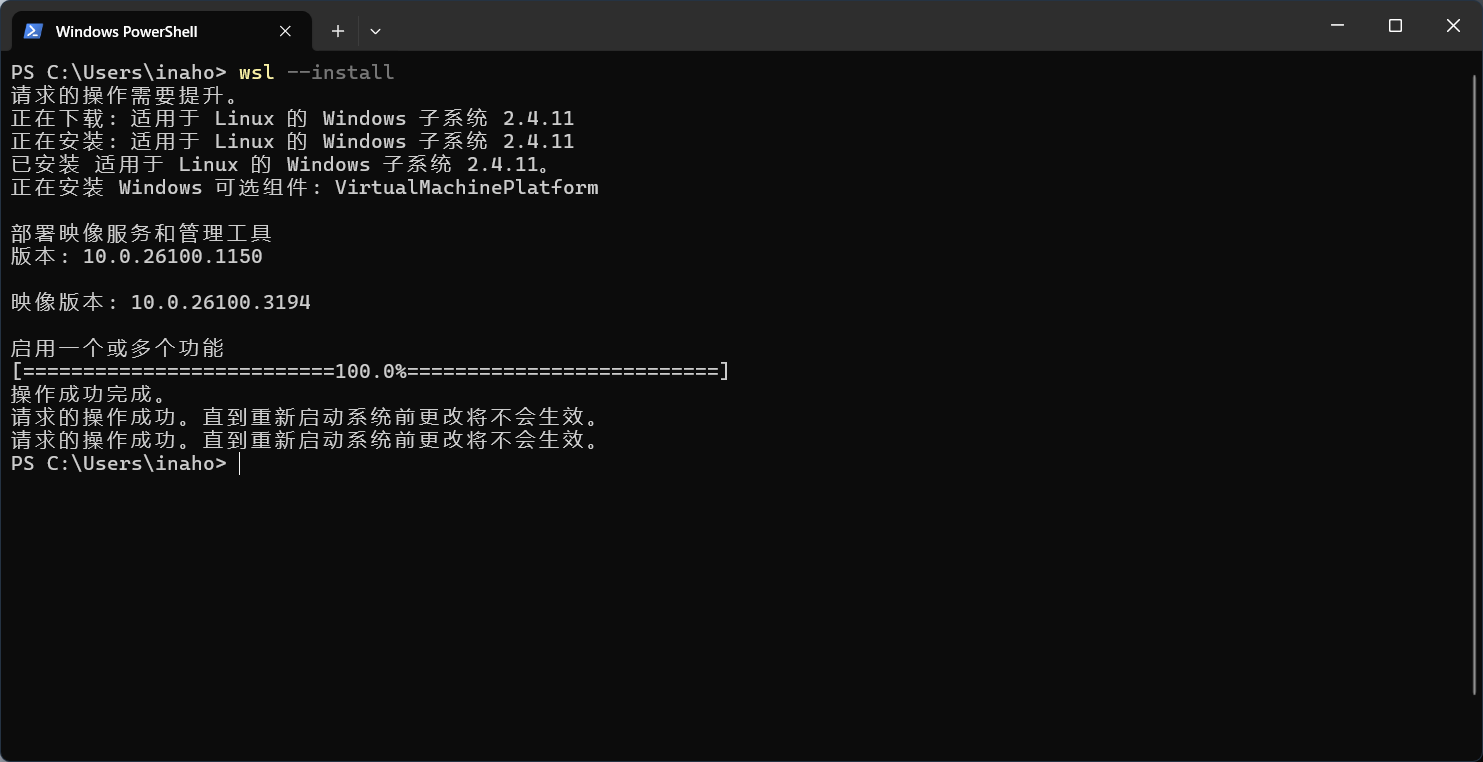 Windows PowerShell
PS C:\Users\inaho> wsl --install
请求的操作需要提升。
正在下载: 适用于 Linux 的 Windows 子系统 2.4.11
正在安装: 适用于 Linux 的 Windows 子系统 2.4.11
已安装 适用于 Linux 的 Windows 子系统 2.4.11。
正在安装 Windows 可选组件: VirtualMachinePlatform
部署映像服务和管理工具
版本: 10.0.26100.1150
映像版本: 10.0.26100.3194
启用一个或多个功能
[==========================100.0%==========================]
操作成功完成。
请求的操作成功。直到重新启动系统前更改将不会生效。
请求的操作成功。直到重新启动系统前更改将不会生效。
PS C:\Users\inaho>